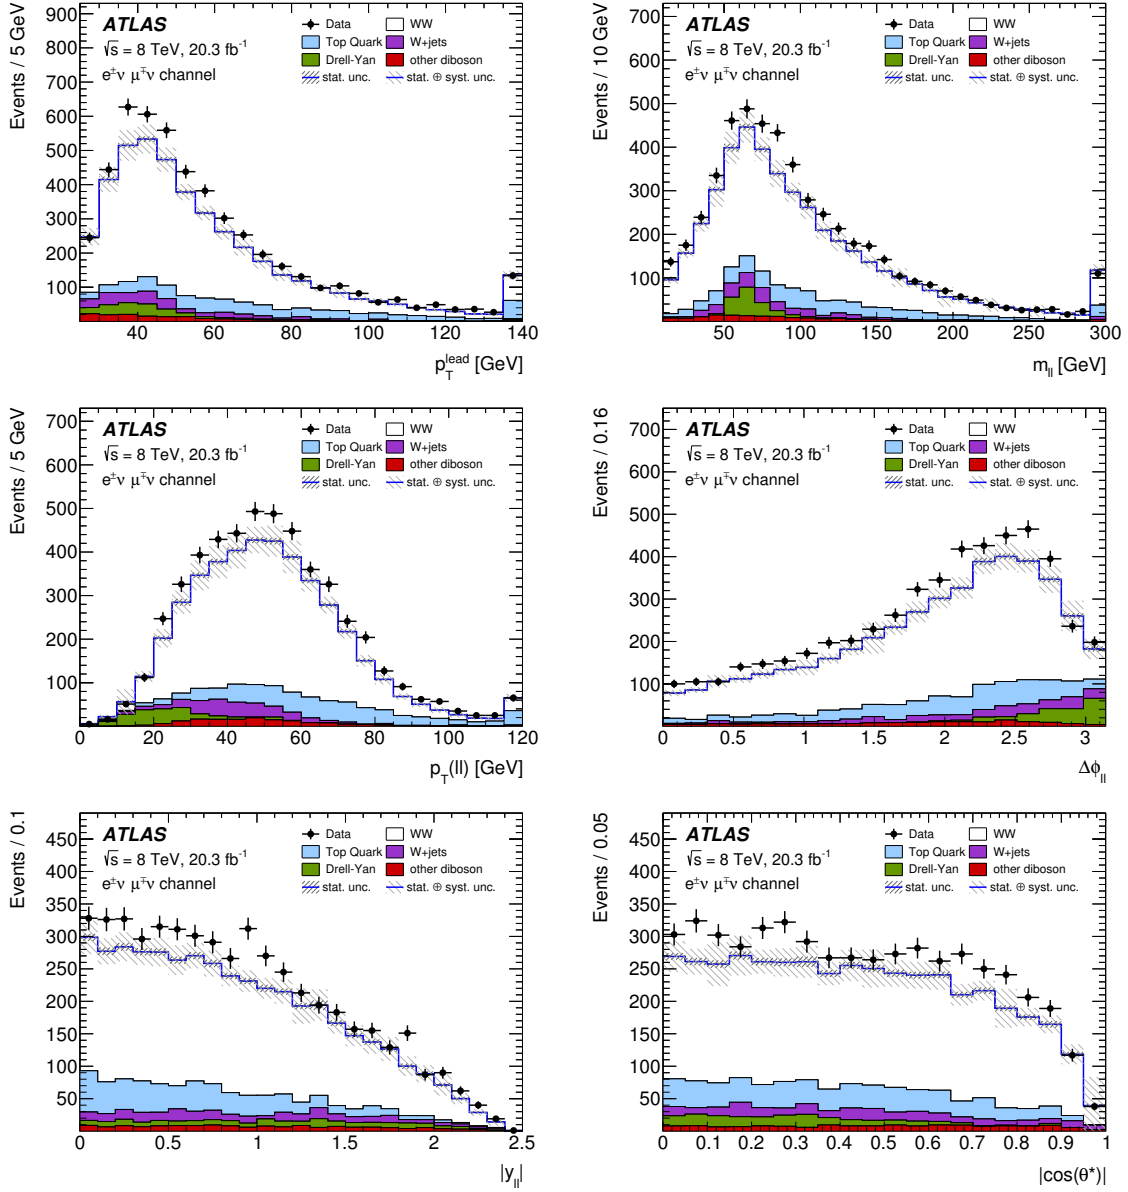 Events / 5 GeV
900
800
700
600
500
400
300
200
100
ATLAS
√s = 8 TeV, 20.3 fb⁻¹
e±ν μ∓ν channel
Data
WW
Top Quark
W+jets
Drell-Yan
other diboson
stat. unc.
stat. ⊕ syst. unc.
40 60 80 100 120 140
p_T^lead [GeV]
Events / 10 GeV
700
600
500
400
300
200
100
ATLAS
√s = 8 TeV, 20.3 fb⁻¹
e±ν μ∓ν channel
Data
WW
Top Quark
W+jets
Drell-Yan
other diboson
stat. unc.
stat. ⊕ syst. unc.
50 100 150 200 250 300
m_ll [GeV]
Events / 5 GeV
700
600
500
400
300
200
100
0
ATLAS
√s = 8 TeV, 20.3 fb⁻¹
e±ν μ∓ν channel
Data
WW
Top Quark
W+jets
Drell-Yan
other diboson
stat. unc.
stat. ⊕ syst. unc.
0 20 40 60 80 100 120
p_T(ll) [GeV]
Events / 0.16
700
600
500
400
300
200
100
ATLAS
√s = 8 TeV, 20.3 fb⁻¹
e±ν μ∓ν channel
Data
WW
Top Quark
W+jets
Drell-Yan
other diboson
stat. unc.
stat. ⊕ syst. unc.
0 0.5 1 1.5 2 2.5 3
Δϕ_ll
Events / 0.1
450
400
350
300
250
200
150
100
50
ATLAS
√s = 8 TeV, 20.3 fb⁻¹
e±ν μ∓ν channel
Data
WW
Top Quark
W+jets
Drell-Yan
other diboson
stat. unc.
stat. ⊕ syst. unc.
0 0.5 1 1.5 2 2.5
|y_ll|
Events / 0.05
450
400
350
300
250
200
150
100
50
ATLAS
√s = 8 TeV, 20.3 fb⁻¹
e±ν μ∓ν channel
Data
WW
Top Quark
W+jets
Drell-Yan
other diboson
stat. unc.
stat. ⊕ syst. unc.
0 0.1 0.2 0.3 0.4 0.5 0.6 0.7 0.8 0.9 1
|cos(θ*)|